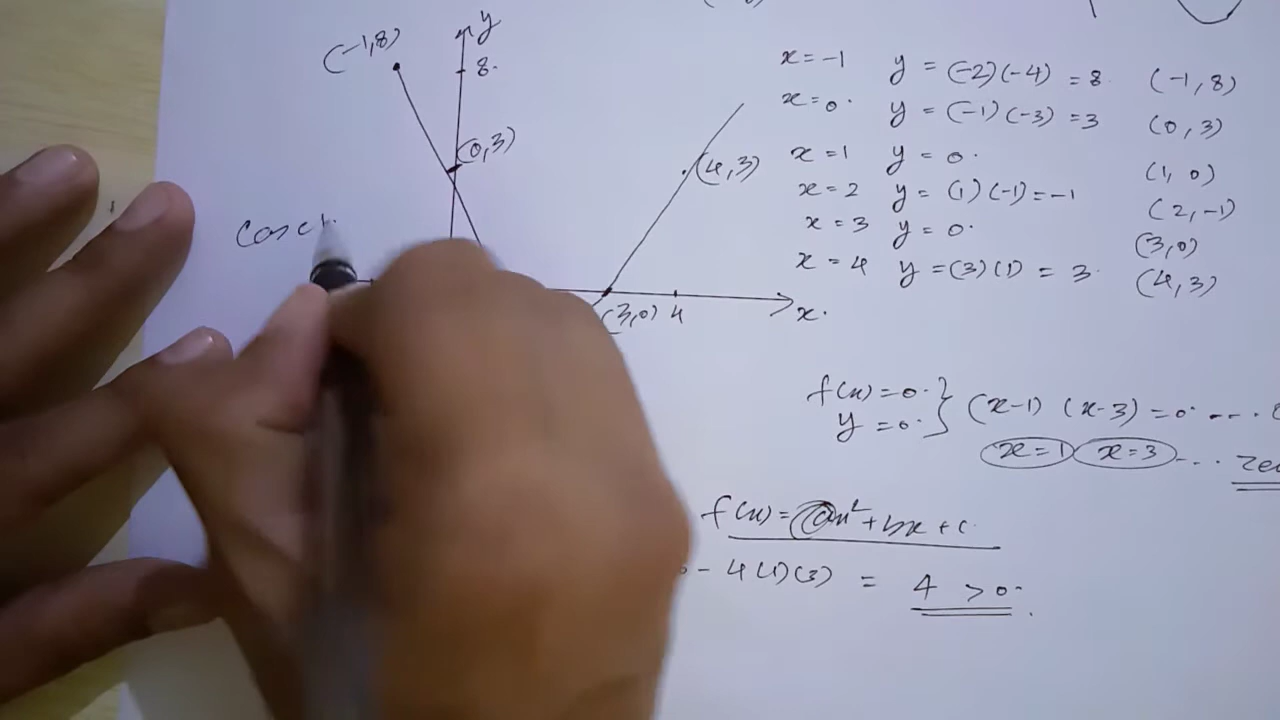 y
(-1,8)
8.
(0,3)
(4,3)
(3,0) 4
x.
x = -1 y = (-2)(-4) = 8 (-1, 8)
x = 0. y = (-1)(-3) = 3 (0, 3)
x = 1 y = 0. (1, 0)
x = 2 y = (1)(-1) = -1 (2, -1)
x = 3 y = 0. (3,0)
x = 4 y = (3)(1) = 3. (4,3)
f(x) = 0.
y = 0. } (x-1) (x-3) = 0. ---.
x = 1 x = 3 -...
f(x) = ax² + bx + c.
- 4(1)(3) = 4 > 0.